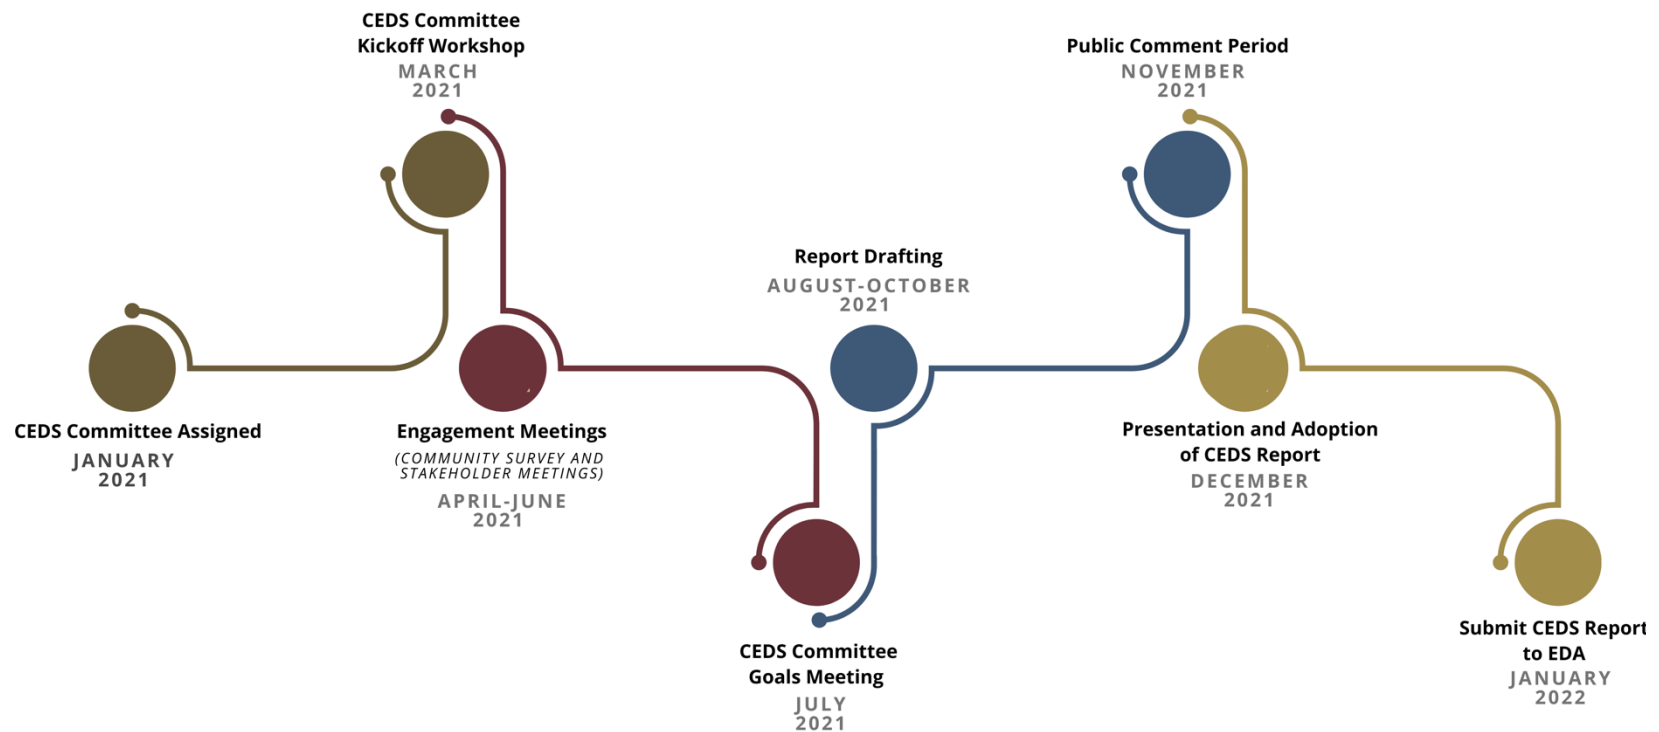 CEDS Committee Assigned
JANUARY
2021
CEDS Committee
Kickoff Workshop
MARCH
2021
Engagement Meetings
(COMMUNITY SURVEY AND
STAKEHOLDER MEETINGS)
APRIL-JUNE
2021
CEDS Committee
Goals Meeting
JULY
2021
Report Drafting
AUGUST-OCTOBER
2021
Public Comment Period
NOVEMBER
2021
Presentation and Adoption
of CEDS Report
DECEMBER
2021
Submit CEDS Report
to EDA
JANUARY
2022